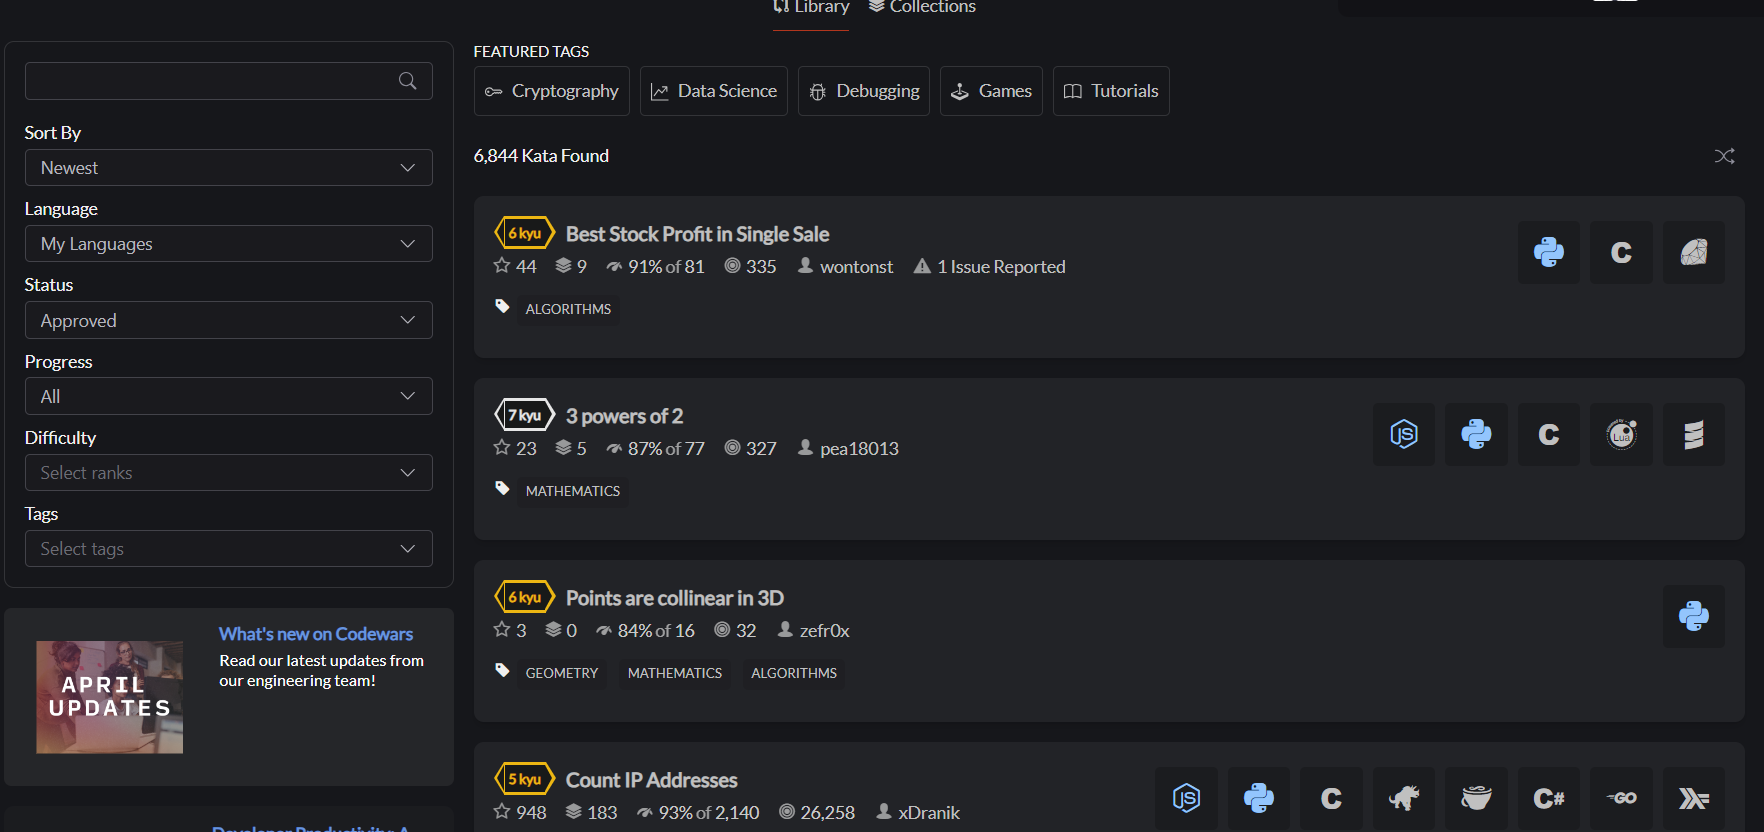 Library
Collections
Sort By
Newest
Language
My Languages
Status
Approved
Progress
All
Difficulty
Select ranks
Tags
Select tags
APRIL
UPDATES
What's new on Codewars
Read our latest updates from
our engineering team!
Developer Productivity: A
FEATURED TAGS
Cryptography
Data Science
Debugging
Games
Tutorials
6,844 Kata Found
6 kyu Best Stock Profit in Single Sale
44 9 91% of 81 335 wontonst 1 Issue Reported
C
ALGORITHMS
7 kyu 3 powers of 2
23 5 87% of 77 327 pea18013
JS C Lua
MATHEMATICS
6 kyu Points are collinear in 3D
3 0 84% of 16 32 zefr0x
GEOMETRY MATHEMATICS ALGORITHMS
5 kyu Count IP Addresses
948 183 93% of 2,140 26,258 xDranik
JS C C# GO